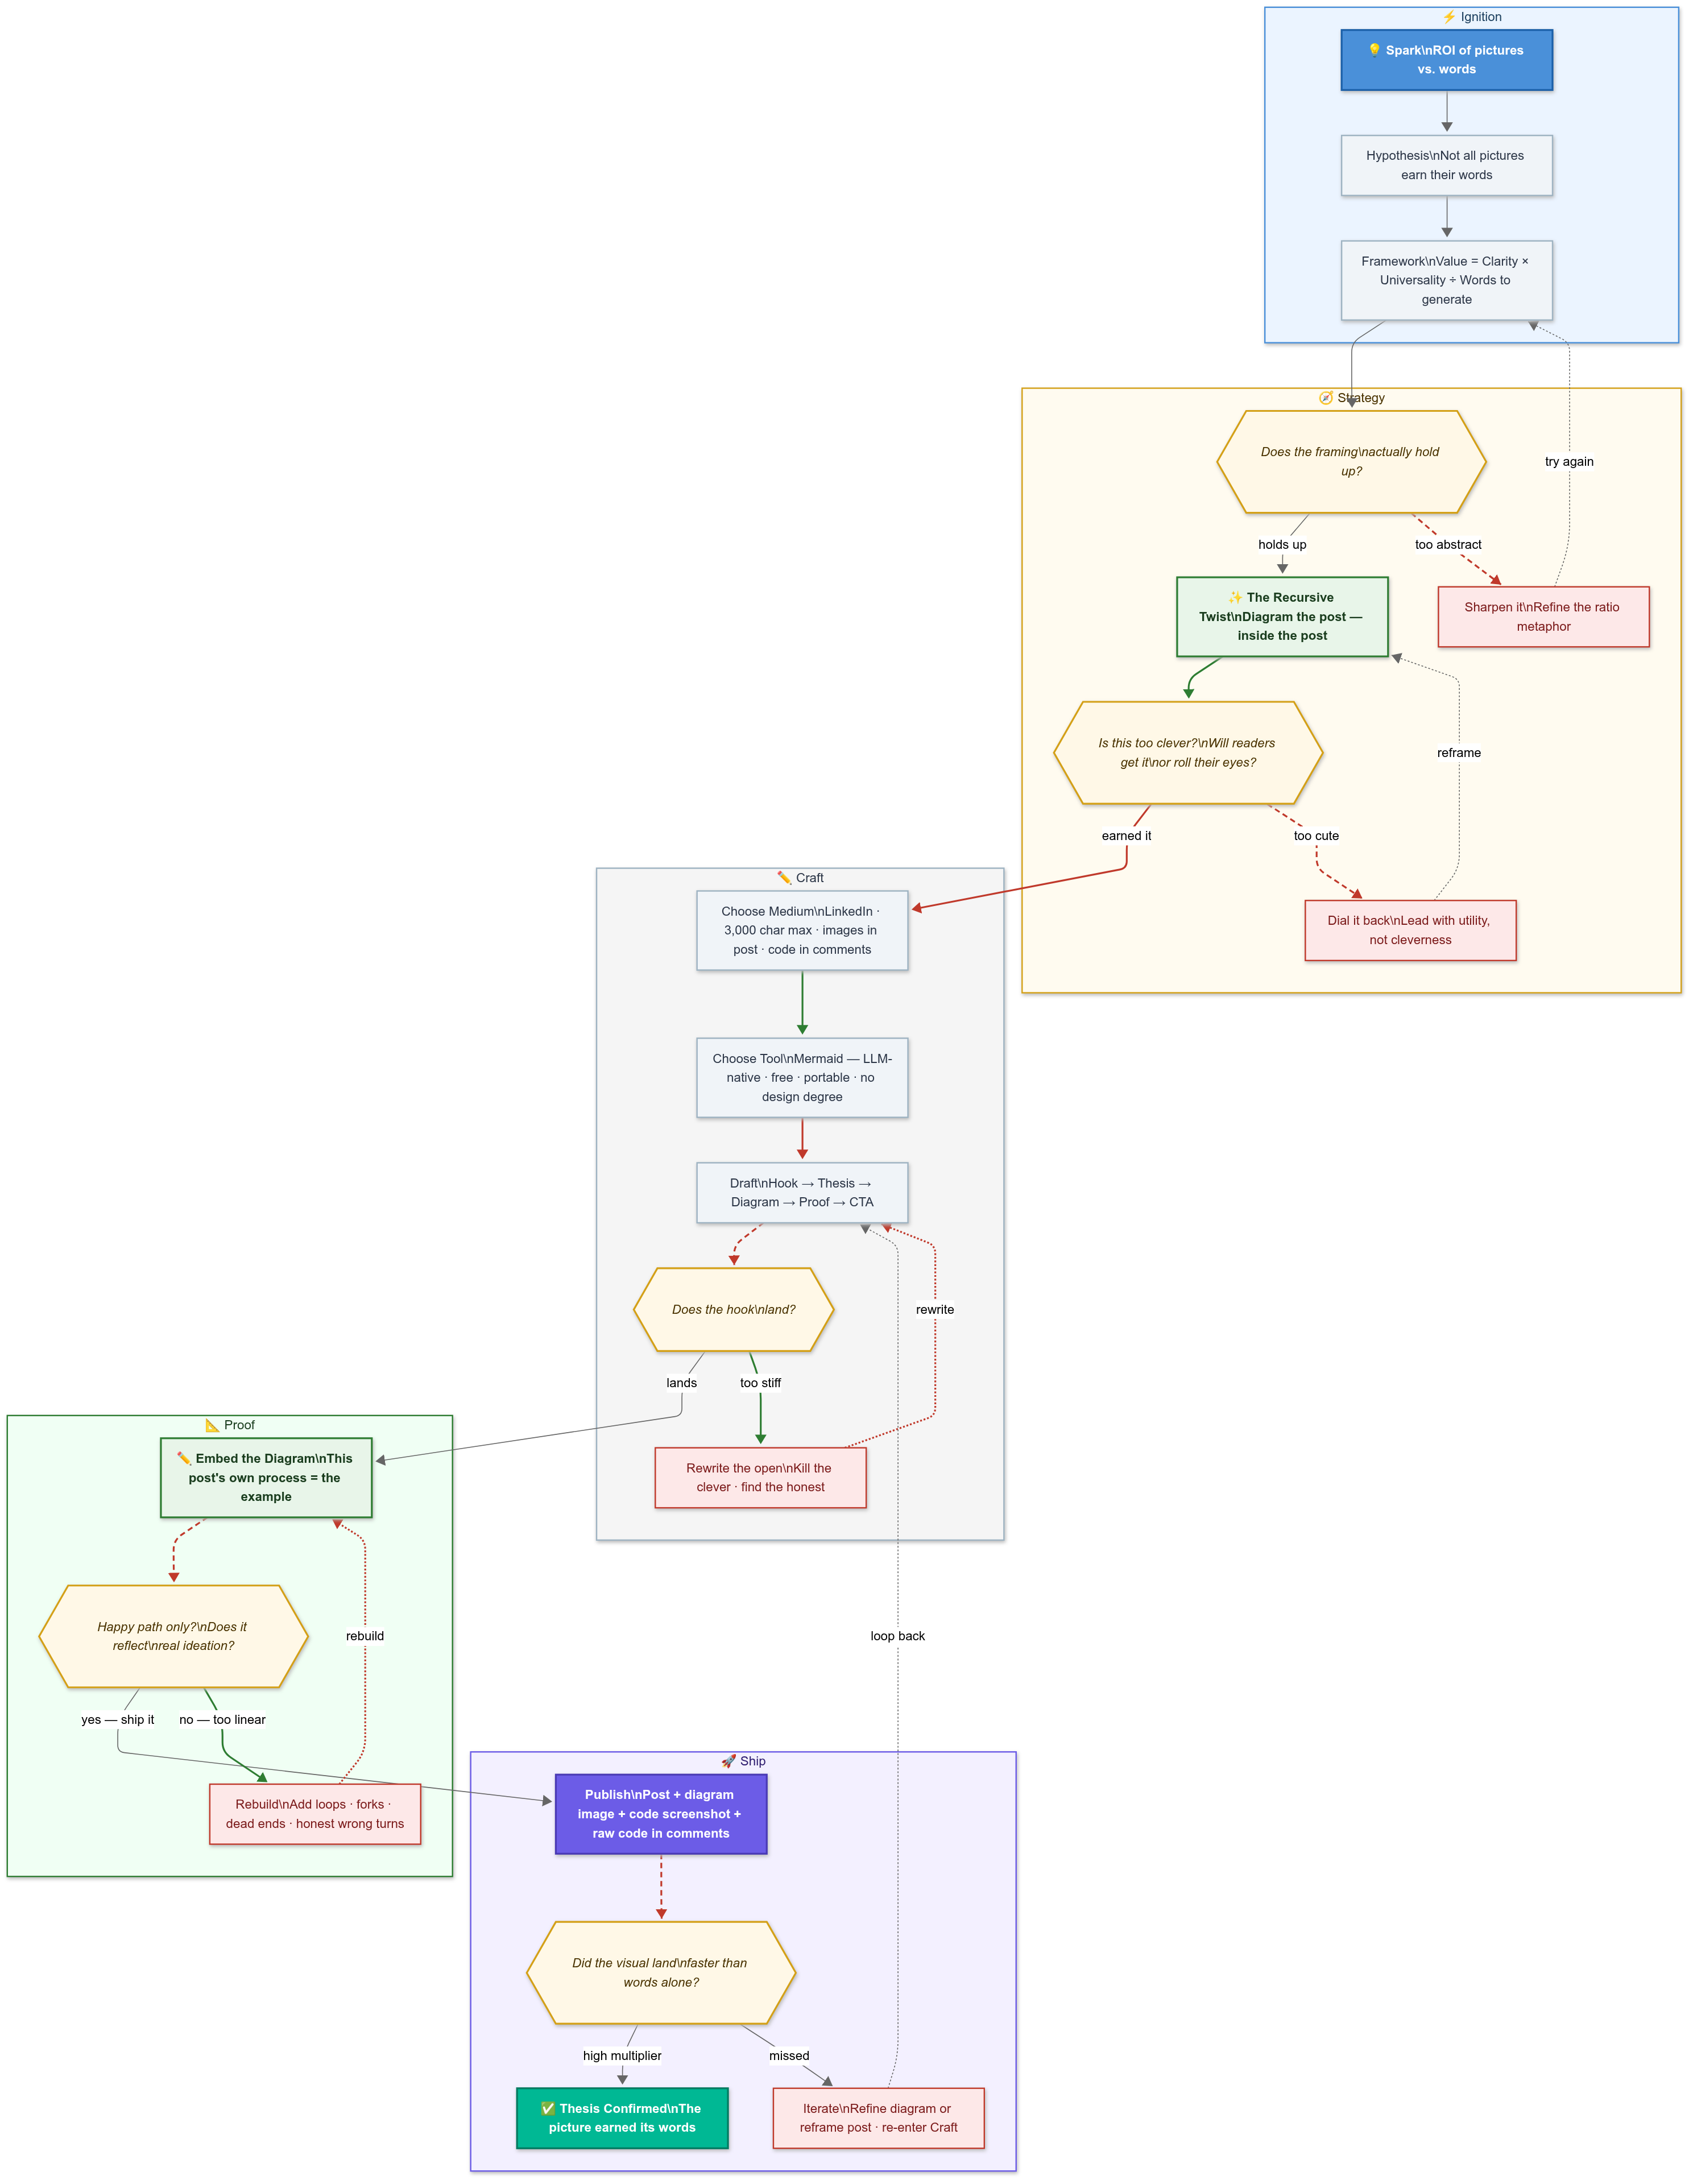 ⚡ Ignition
💡 Spark\nROI of pictures
vs. words
Hypothesis\nNot all pictures
earn their words
Framework\nValue = Clarity ×
Universality ÷ Words to
generate
🧭 Strategy
Does the framing\nactually hold
up?
try again
holds up
too abstract
✨ The Recursive
Twist\nDiagram the post —
inside the post
Sharpen it\nRefine the ratio
metaphor
Is this too clever?\nWill readers
get it\nor roll their eyes?
reframe
earned it
too cute
Dial it back\nLead with utility,
not cleverness
✏️ Craft
Choose Medium\nLinkedIn ·
3,000 char max · images in
post · code in comments
Choose Tool\nMermaid — LLM-
native · free · portable · no
design degree
Draft\nHook → Thesis →
Diagram → Proof → CTA
Does the hook\nland?
rewrite
lands
too stiff
Rewrite the open\nKill the
clever · find the honest
📐 Proof
✏️ Embed the Diagram\nThis
post's own process = the
example
Happy path only?\nDoes it
reflect\nreal ideation?
rebuild
loop back
yes — ship it
no — too linear
Rebuild\nAdd loops · forks ·
dead ends · honest wrong turns
🚀 Ship
Publish\nPost + diagram
image + code screenshot +
raw code in comments
Did the visual land\nfaster than
words alone?
high multiplier
missed
✅ Thesis Confirmed\nThe
picture earned its words
Iterate\nRefine diagram or
reframe post · re-enter Craft